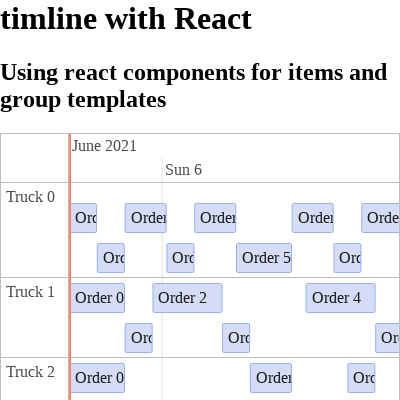 timline with React
Using react components for items and
group templates
June 2021
Sun 6
Truck 0
Orc Order Order Order Orde
Orc Orc Order 5 Orc
Truck 1
Order 0 Order 2 Order 4
Orc Orc Or
Truck 2
Order 0 Order Orc